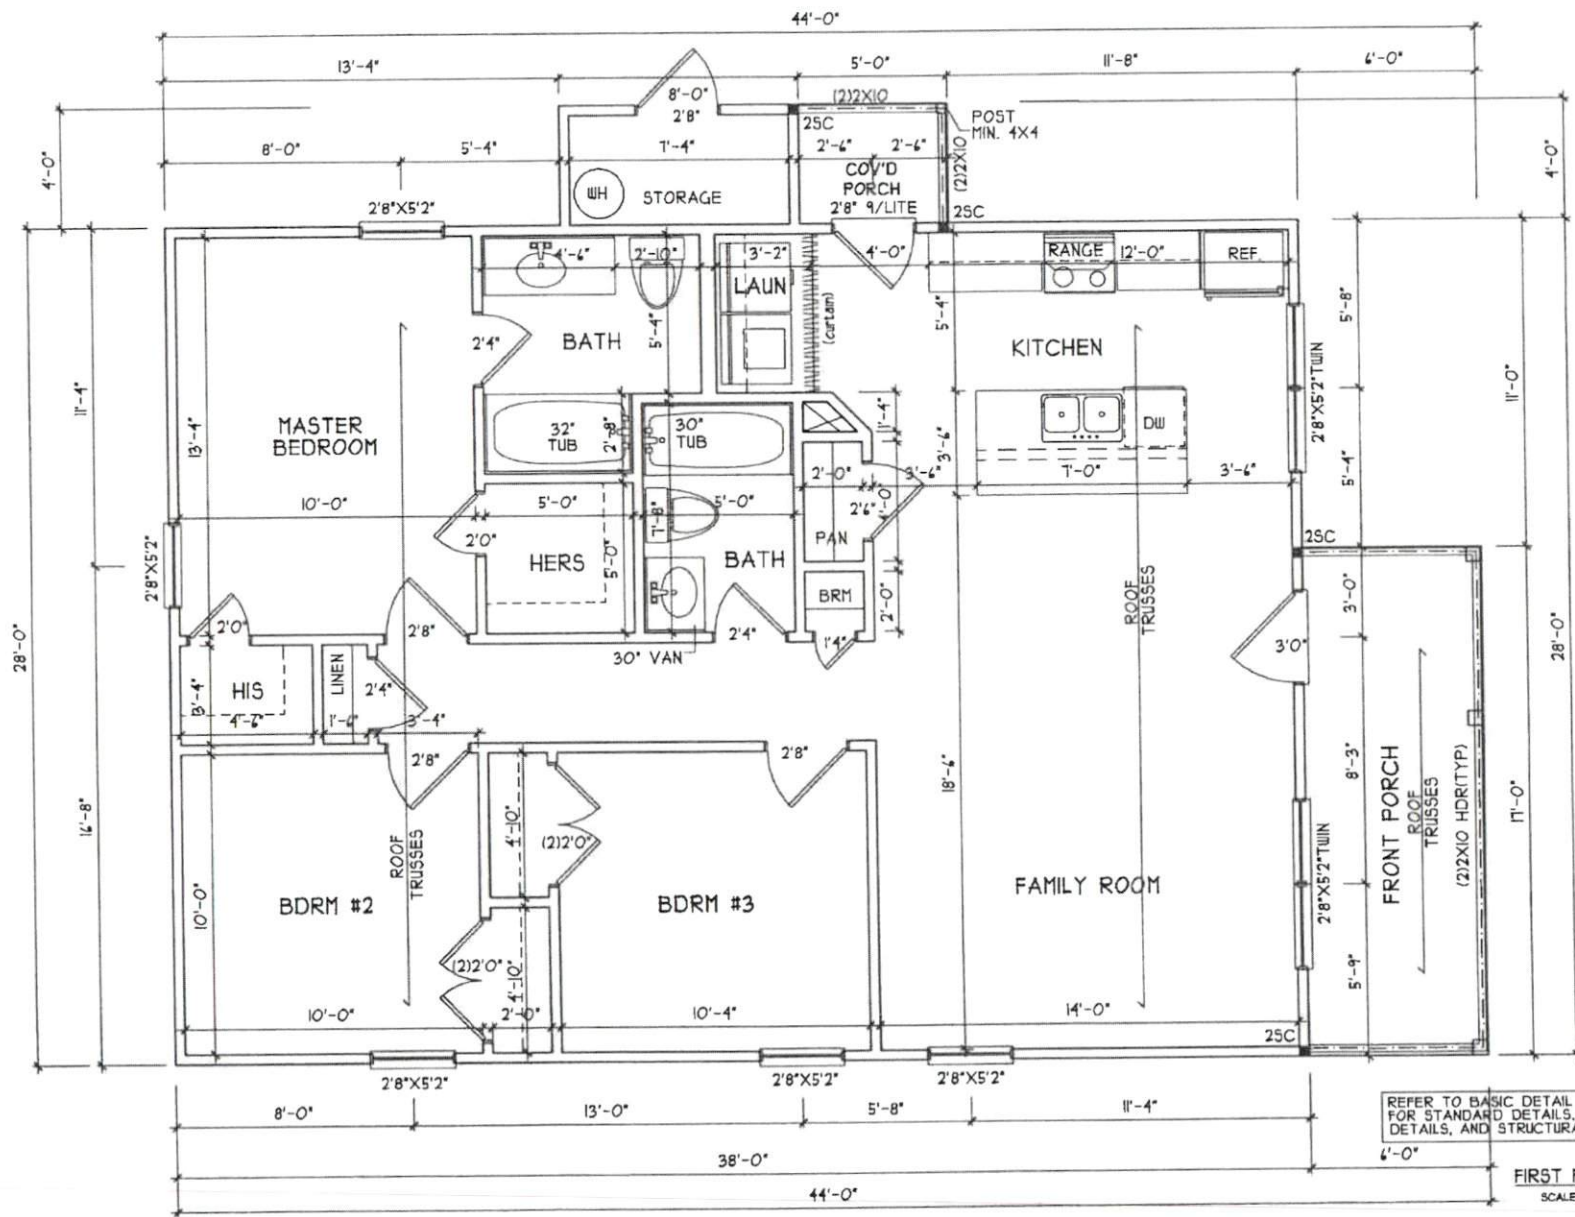 44'-0"
13'-4"
5'-0"
11'-8"
6'-0"
8'-0"
2'8"
(2)2X10
2SC
POST
MIN. 4X4
4'-0"
8'-0"
5'-4"
7'-4"
2'-6"
2'-6"
(2)2X10
4'-0"
COV'D
PORCH
2'8" 9/LITE
WH
STORAGE
2'8"X5'2"
2SC
4'-6"
2'-10"
3'-2"
4'-0"
RANGE
12'-0"
REF.
LAUN
(curtain)
5'-4"
5'-4"
5'-8"
2'4"
BATH
KITCHEN
11'-4"
13'-4"
MASTER
BEDROOM
32"
TUB
2'-8"
30"
TUB
1'-4"
3'-6"
DW
2'8"X5'2"TWIN
11'-0"
5'-4"
2'-0"
3'-6"
7'-0"
3'-6"
10'-0"
5'-0"
5'-0"
2'6"
4'-0"
7'-8"
PAN
2'0"
HERS
5'-0"
BATH
2SC
2'8"X5'2"
BRM
2'-0"
ROOF
TRUSSES
3'-0"
28'-0"
2'0"
2'8"
30" VAN
2'4"
1'4"
3'0"
28'-0"
HIS
LINEN
2'4"
3'-4"
4'-6"
1'-6"
3'-4"
2'8"
2'8"
16'-8"
18'-6"
8'-3"
FRONT PORCH
ROOF
TRUSSES
(2)2X10 HDR(TYP)
17'-0"
4'-10"
(2)2'0"
ROOF
TRUSSES
10'-0"
BDRM #2
BDRM #3
FAMILY ROOM
2'8"X5'2"TWIN
(2)2'0"
4'-10"
5'-9"
10'-0"
2'-0"
10'-4"
14'-0"
2SC
2'8"X5'2"
2'8"X5'2"
2'8"X5'2"
8'-0"
13'-0"
5'-8"
11'-4"
REFER TO BASIC DETAIL
FOR STANDARD DETAILS,
DETAILS, AND STRUCTURA
38'-0"
6'-0"
44'-0"
FIRST F
SCALE